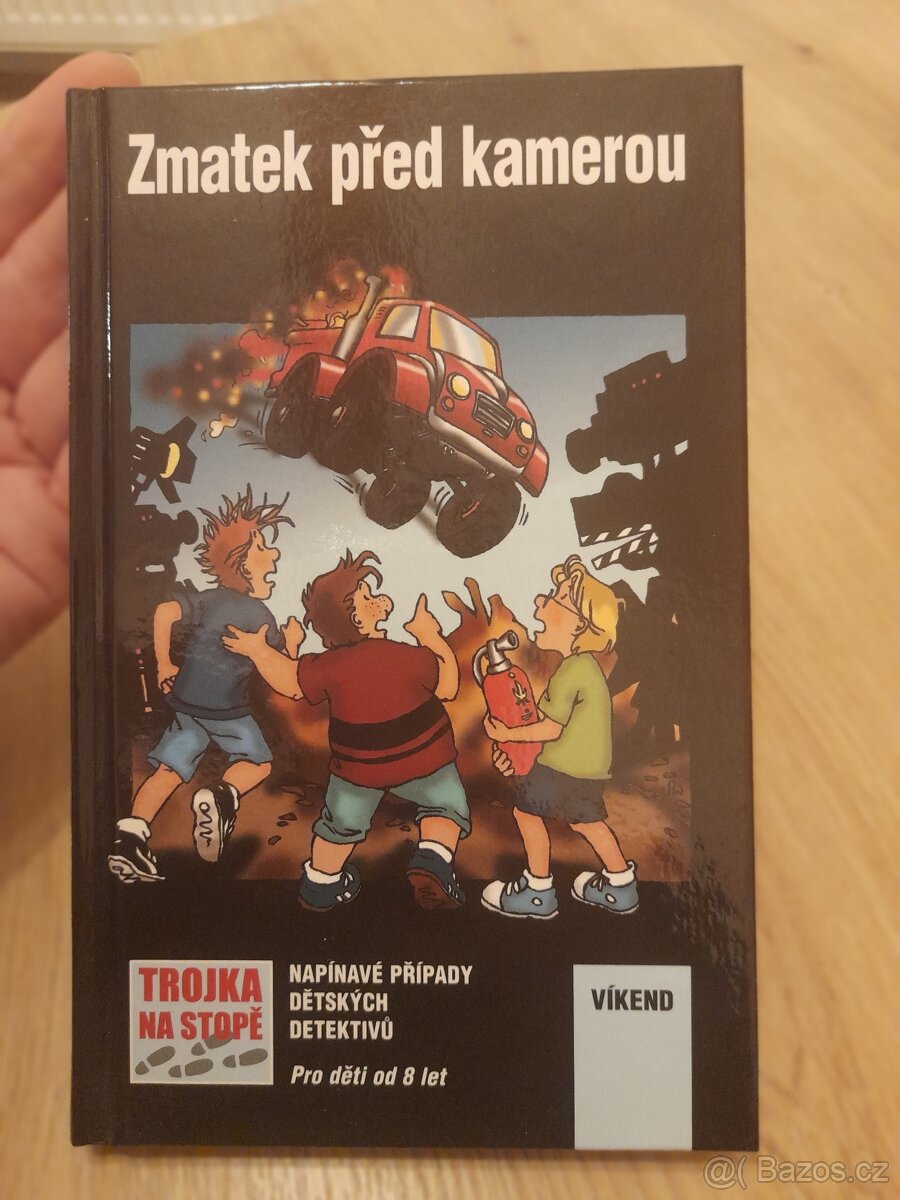 Zmatek před kamerou
TROJKA
NA STOPĚ
NAPÍNAVÉ PŘÍPADY
DĚTSKÝCH
DETEKTIVŮ
Pro děti od 8 let
VÍKEND
@( Bazos.cz